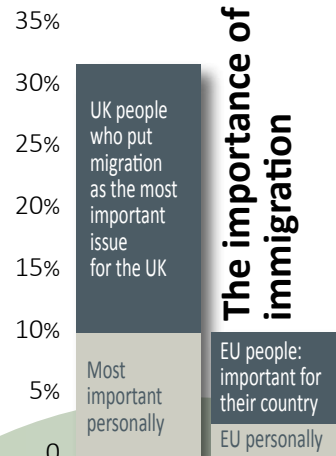 The importance of
immigration
35%
30%
25%
20%
15%
10%
5%
0
UK people
who put
migration
as the most
important
issue
for the UK
Most
important
personally
EU people:
important for
their country
EU personally